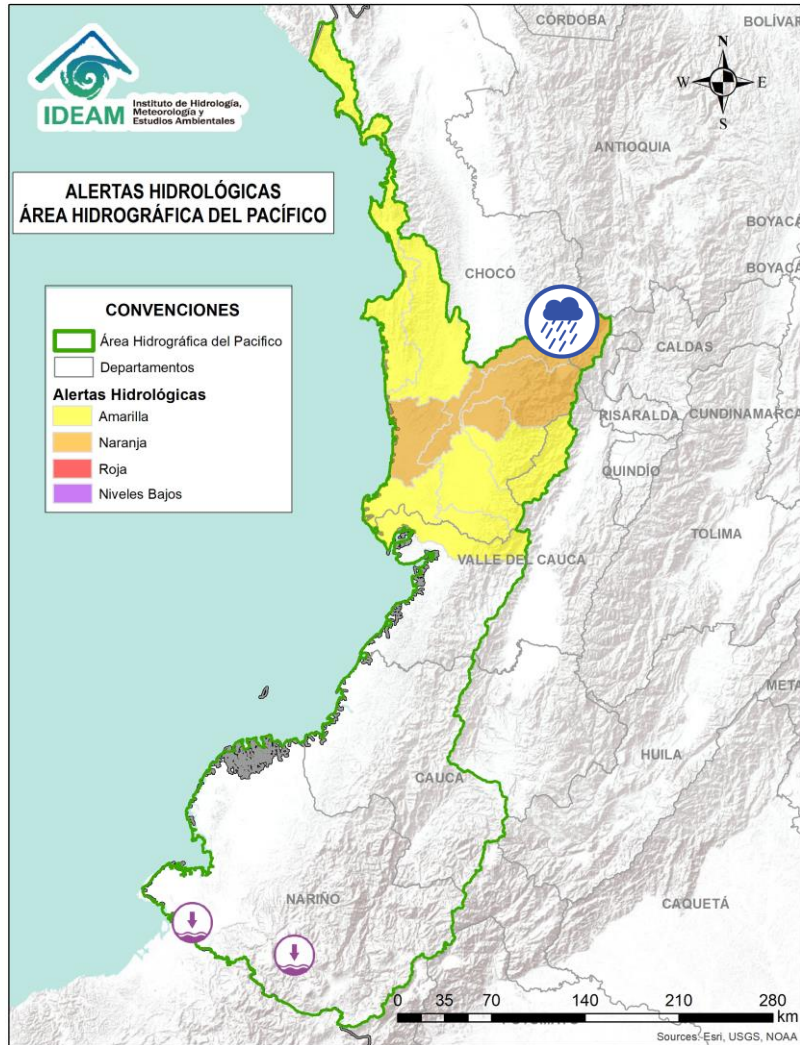 IDEAM
Instituto de Hidrología,
Meteorología y
Estudios Ambientales
CÓRDOBA
BOLÍVAR
N
W
E
S
ANTIOQUIA
ALERTAS HIDROLÓGICAS
ÁREA HIDROGRÁFICA DEL PACÍFICO
BOYACÁ
BOYACÁ
CHOCÓ
CONVENCIONES
Área Hidrográfica del Pacifico
Departamentos
Alertas Hidrológicas
Amarilla
Naranja
Roja
Niveles Bajos
CALDAS
RISARALDA
CUNDINAMARCA
QUINDÍO
TOLIMA
VALLE DEL CAUCA
META
HUILA
CAUCA
NARIÑO
CAQUETÁ
0 35 70 140 210 280
km
Sources: Esri, USGS, NOAA